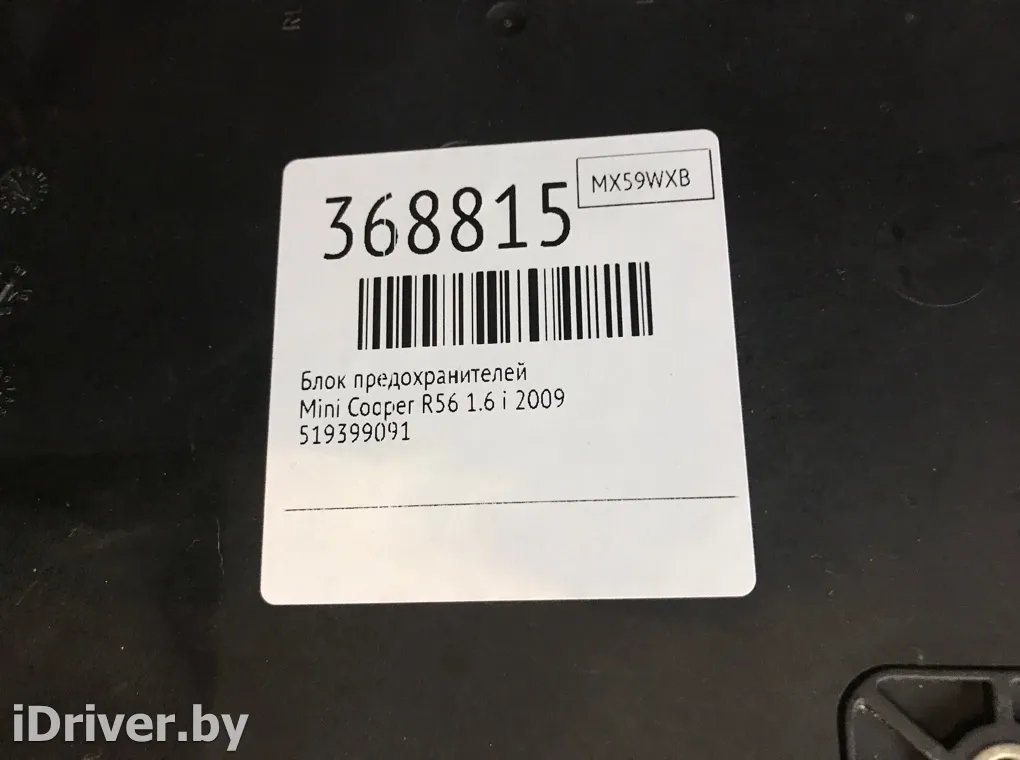 368815
MX59WXB
Блок предохранителей
Mini Cooper R56 1.6 i 2009
519399091
iDriver.by